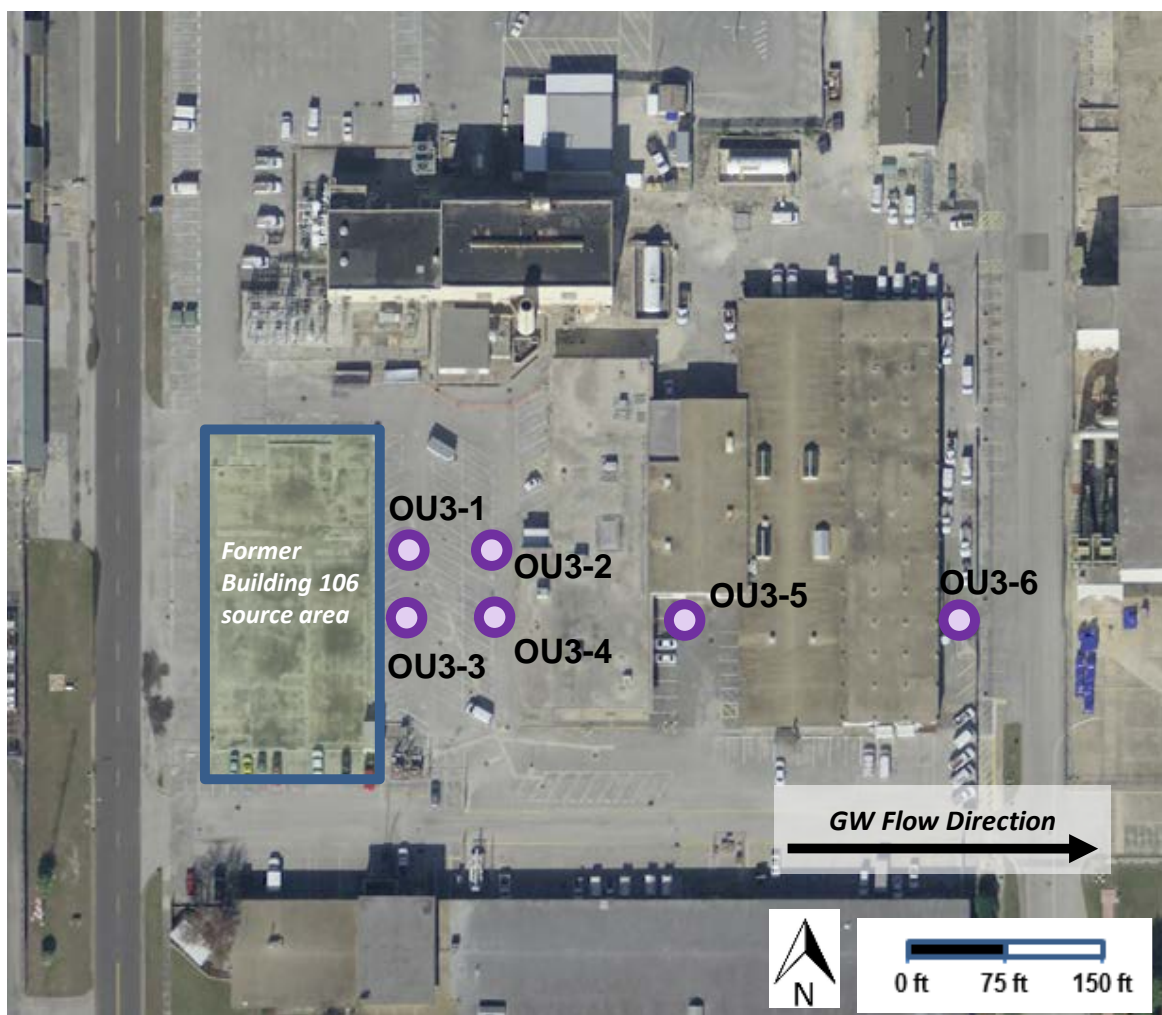 OU3-1
Former
Building 106
source area
OU3-2
OU3-5
OU3-6
OU3-3
OU3-4
GW Flow Direction
N
0 ft 75 ft 150 ft